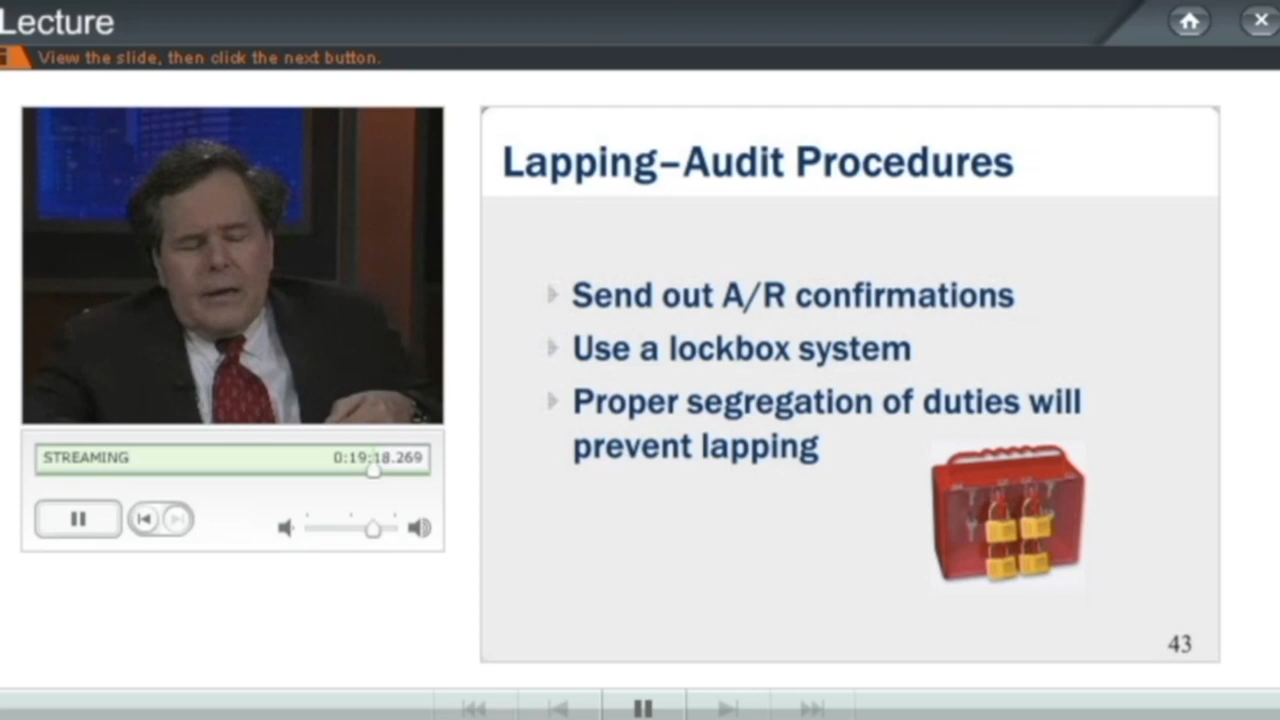 Lecture
View the slide, then click the next button.
Lapping–Audit Procedures
Send out A/R confirmations
Use a lockbox system
Proper segregation of duties will
prevent lapping
STREAMING 0:19:18.269
43